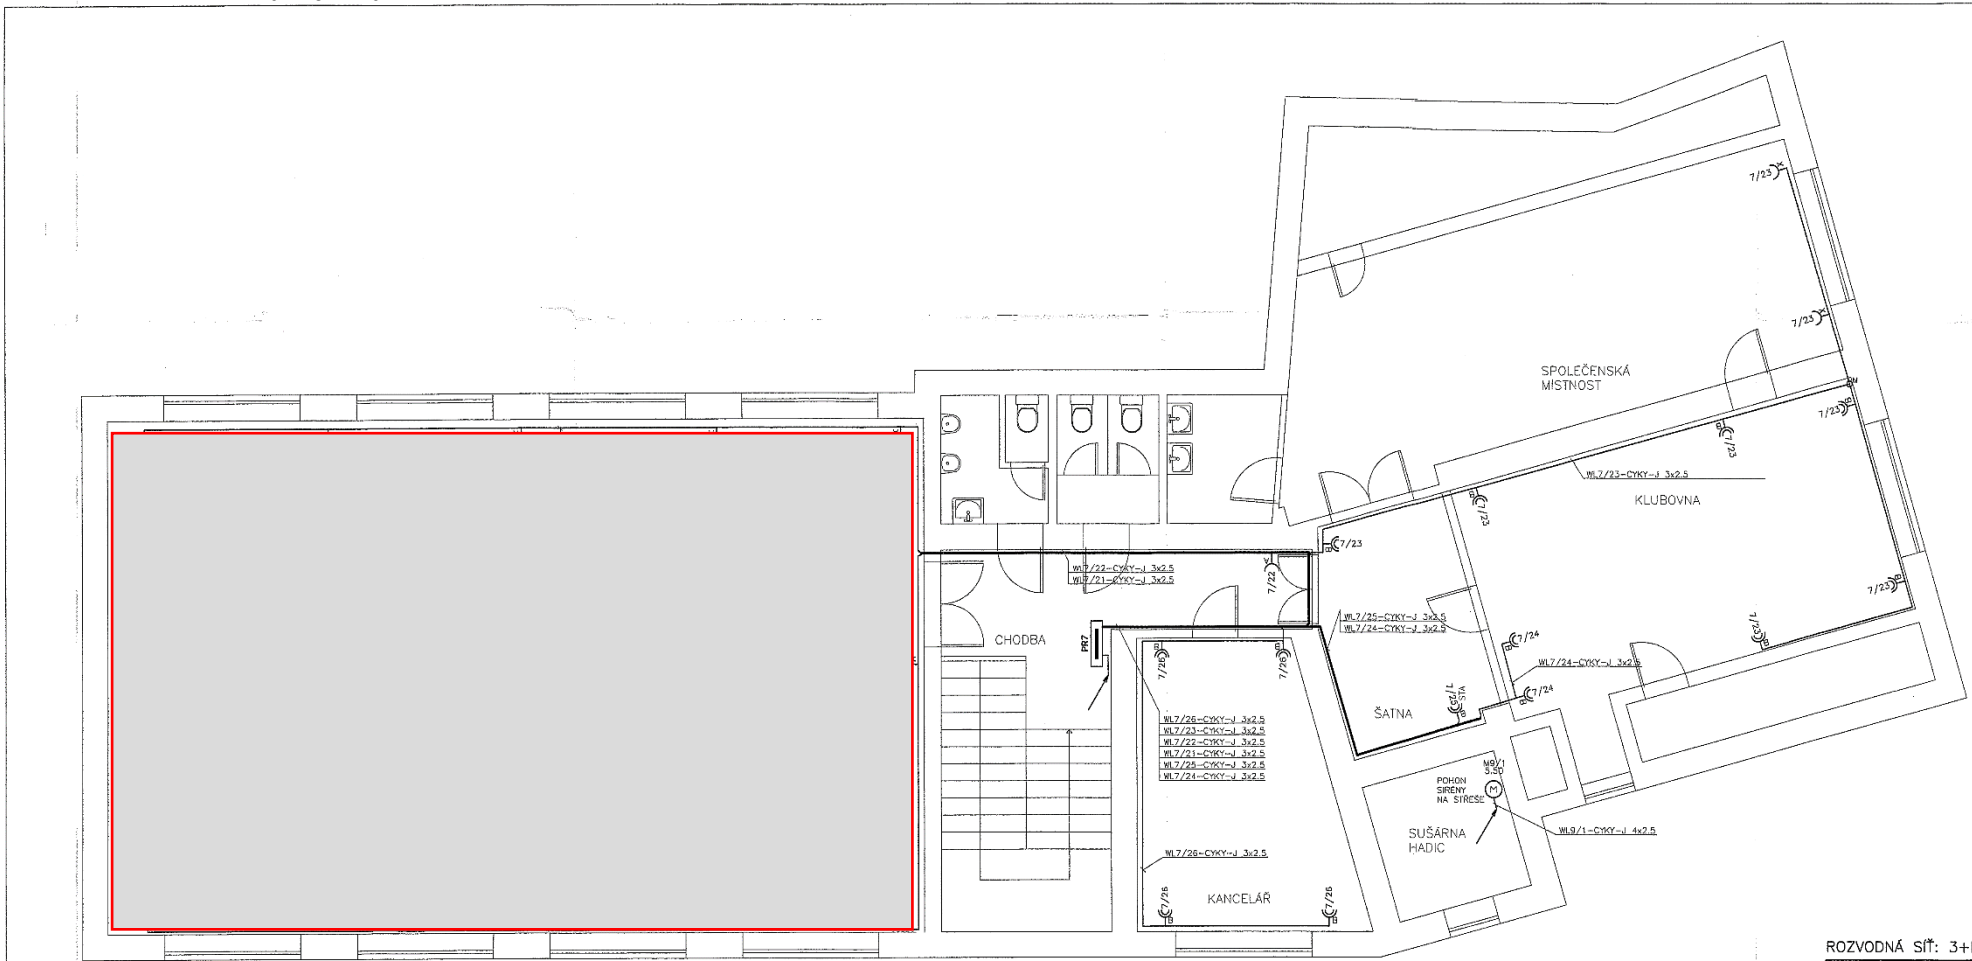 7/23
7/23
SPOLEČENSKÁ
MÍSTNOST
7/23
7/23
WL7/23-CYKY-J 3x2.5
KLUBOVNA
7/23
7/23
WL7/22-CYKY-J 3x2.5
WL7/21-CYKY-J 3x2.5
7/22
7/23
WL7/25-CYKY-J 3x2.5
WL7/24-CYKY-J 3x2.5
CHODBA
PR7
7/26
7/26
7/24
7/23
WL7/24-CYKY-J 3x2.5
7/24
7/25
STA
ŠATNA
WL7/26-CYKY-J 3x2.5
WL7/23-CYKY-J 3x2.5
WL7/22-CYKY-J 3x2.5
WL7/21-CYKY-J 3x2.5
WL7/25-CYKY-J 3x2.5
WL7/24-CYKY-J 3x2.5
M9/1
5.50
POHON
SIRÉNY
NA STŘEŠE
M
SUŠÁRNA
HADIC
WL9/1-CYKY-J 4x2.5
WL7/26-CYKY-J 3x2.5
KANCELÁŘ
7/26
7/26
ROZVODNÁ SÍŤ: 3+